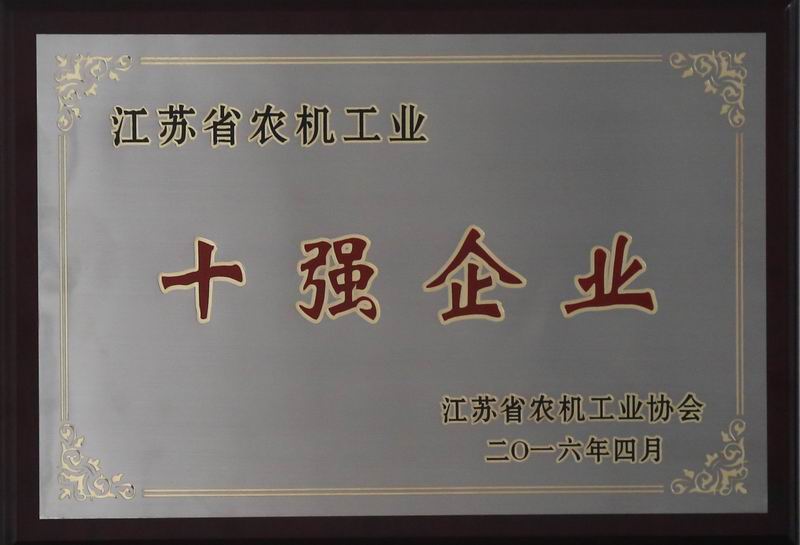 江苏省农机工业
十强企业
江苏省农机工业协会
二〇一六年四月